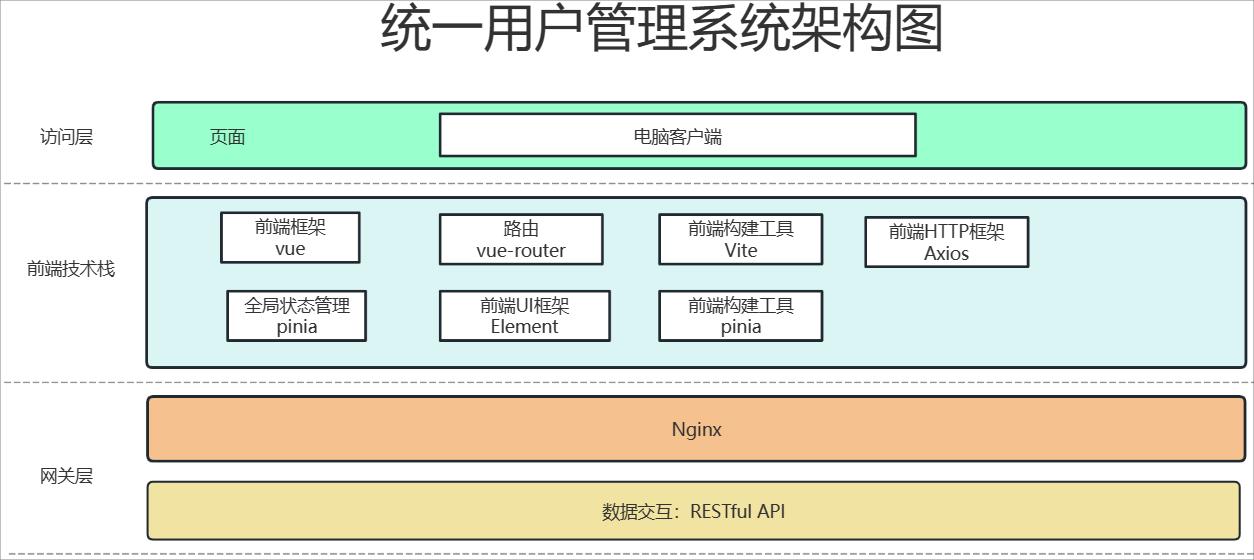 统一用户管理系统架构图
访问层
页面
电脑客户端
前端技术栈
前端框架
vue
路由
vue-router
前端构建工具
Vite
前端HTTP框架
Axios
全局状态管理
pinia
前端UI框架
Element
前端构建工具
pinia
网关层
Nginx
数据交互：RESTful API